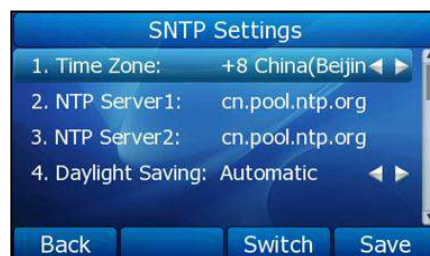 SNTP Settings
1. Time Zone: +8 China(Beijin
2. NTP Server1: cn.pool.ntp.org
3. NTP Server2: cn.pool.ntp.org
4. Daylight Saving: Automatic
Back Switch Save